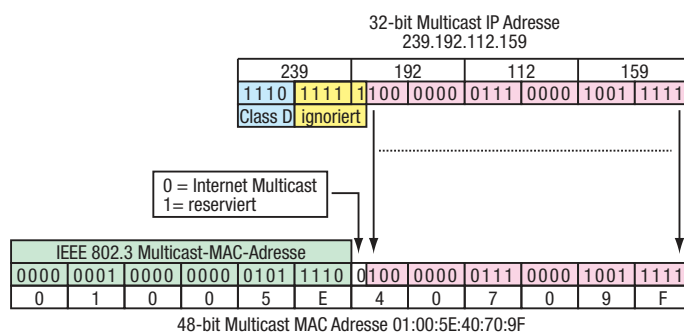 32-bit Multicast IP Adresse
239.192.112.159
239 192 112 159
1110 1111 1100 0000 0111 0000 1001 1111
Class D ignoriert
0 = Internet Multicast
1= reserviert
IEEE 802.3 Multicast-MAC-Adresse
0000 0001 0000 0000 0101 1110 0100 0000 0111 0000 1001 1111
0 1 0 0 5 E 4 0 7 0 9 F
48-bit Multicast MAC Adresse 01:00:5E:40:70:9F